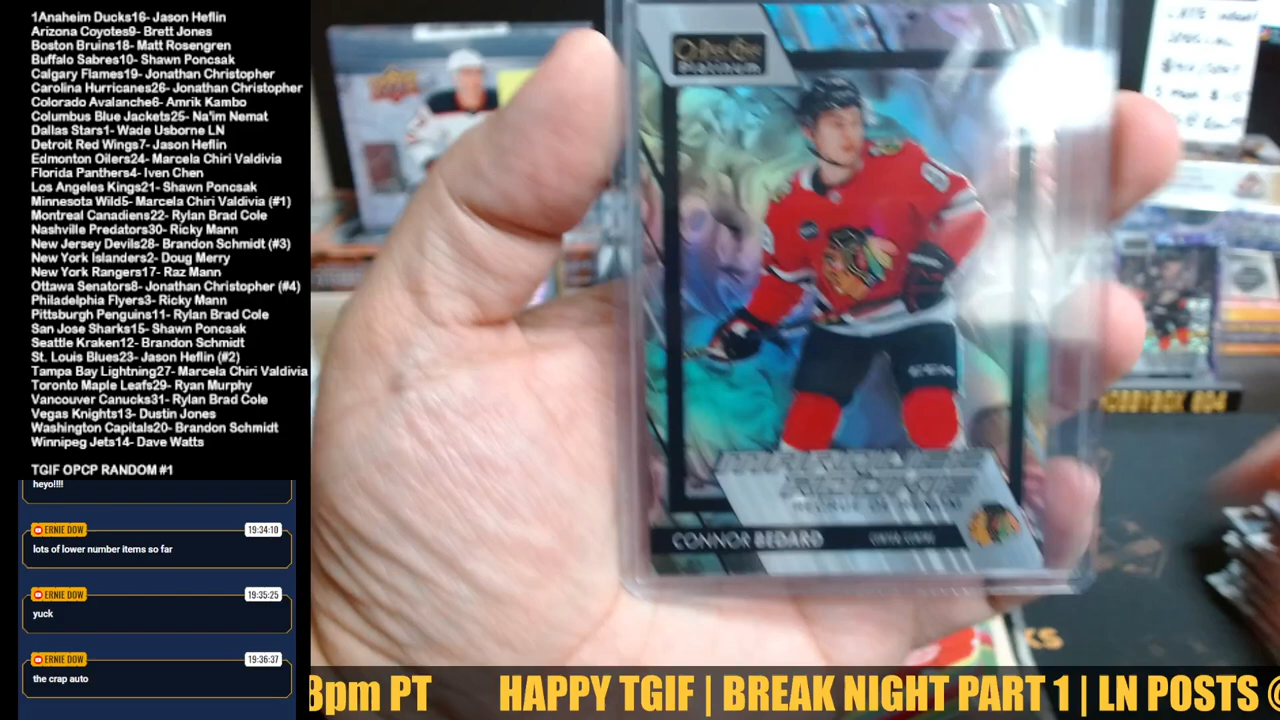 1Anaheim Ducks16- Jason Heflin
Arizona Coyotes9- Brett Jones
Boston Bruins18- Matt Rosengren
Buffalo Sabres10- Shawn Poncsak
Calgary Flames19- Jonathan Christopher
Carolina Hurricanes26- Jonathan Christopher
Colorado Avalanche6- Amrik Kambo
Columbus Blue Jackets25- Na'im Nemat
Dallas Stars1- Wade Usborne LN
Detroit Red Wings7- Jason Heflin
Edmonton Oilers24- Marcela Chiri Valdivia
Florida Panthers4- Iven Chen
Los Angeles Kings21- Shawn Poncsak
Minnesota Wild5- Marcela Chiri Valdivia (#1)
Montreal Canadiens22- Rylan Brad Cole
Nashville Predators30- Ricky Mann
New Jersey Devils28- Brandon Schmidt (#3)
New York Islanders2- Doug Merry
New York Rangers17- Raz Mann
Ottawa Senators8- Jonathan Christopher (#4)
Philadelphia Flyers3- Ricky Mann
Pittsburgh Penguins11- Rylan Brad Cole
San Jose Sharks15- Shawn Poncsak
Seattle Kraken12- Brandon Schmidt
St. Louis Blues23- Jason Heflin (#2)
Tampa Bay Lightning27- Marcela Chiri Valdivia
Toronto Maple Leafs29- Ryan Murphy
Vancouver Canucks31- Rylan Brad Cole
Vegas Knights13- Dustin Jones
Washington Capitals20- Brandon Schmidt
Winnipeg Jets14- Dave Watts
TGIF OPCP RANDOM #1
heyo!!!!
ERNIE DOW 19:34:10
lots of lower number items so far
ERNIE DOW 19:35:25
yuck
ERNIE DOW 19:36:37
the crap auto
O-Pee-Chee
PLATINUM
MARQUEE
ROOKIE
CONNOR BEDARD
HOBBYBOX 604
8pm PT HAPPY TGIF | BREAK NIGHT PART 1 | LN POSTS @